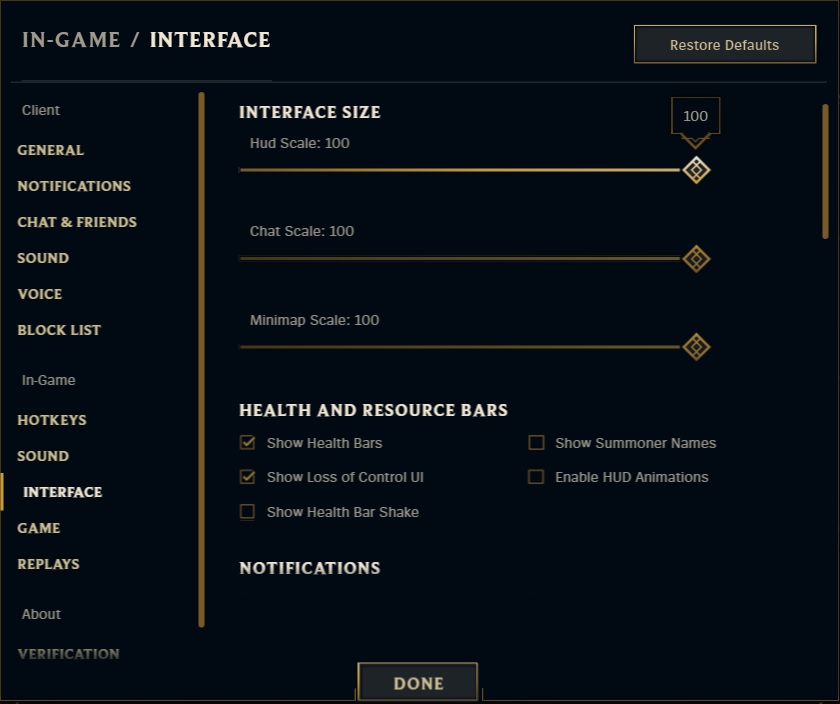 IN-GAME / INTERFACE
Restore Defaults
Client
GENERAL
NOTIFICATIONS
CHAT & FRIENDS
SOUND
VOICE
BLOCK LIST
In-Game
HOTKEYS
SOUND
INTERFACE
GAME
REPLAYS
About
VERIFICATION
INTERFACE SIZE
100
Hud Scale: 100
Chat Scale: 100
Minimap Scale: 100
HEALTH AND RESOURCE BARS
Show Health Bars
Show Summoner Names
Show Loss of Control UI
Enable HUD Animations
Show Health Bar Shake
NOTIFICATIONS
DONE